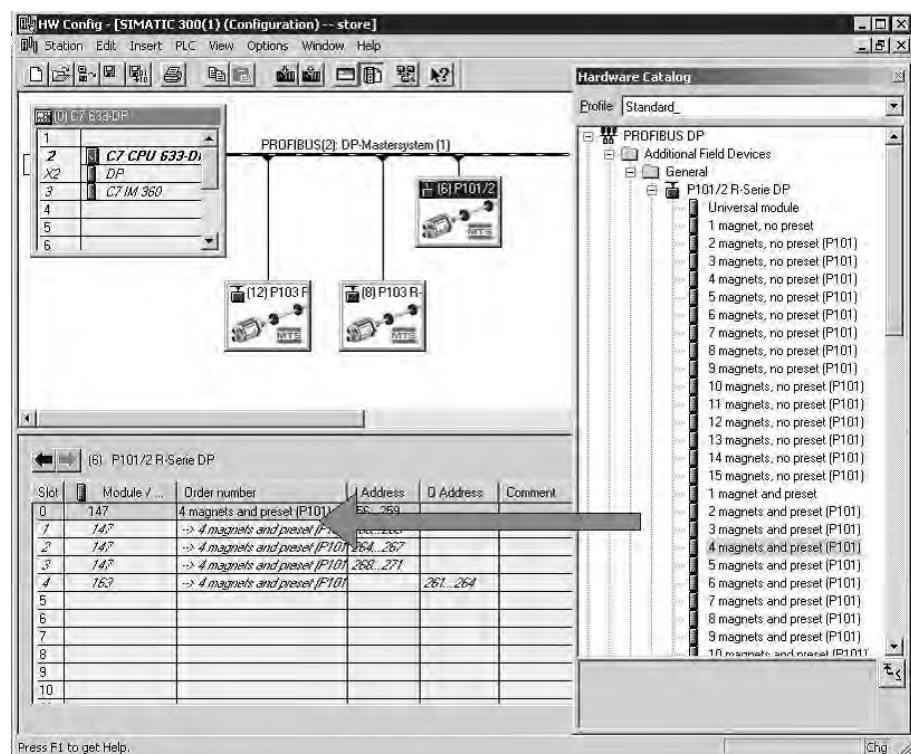 HW Config - [SIMATIC 300(1) (Configuration) -- store]
Station Edit Insert PLC View Options Window Help
(0) C7 633-DP
1
2 C7 CPU 633-D
X2 DP
3 C7 IM 360
4
5
6
PROFIBUS(2): DP-Mastersystem (1)
(6) P101/2
(12) P103 F
MTS
(8) P103 R-
MTS
(6) P101/2 R-Serie DP
Slot Module / ... Order number I Address Q Address Comment
0 147 4 magnets and preset (P101) 259
1 147 --> 4 magnets and preset
2 147 --> 4 magnets and preset (P101 264...267
3 147 --> 4 magnets and preset (P101 268...271
4 163 --> 4 magnets and preset (P101 261...264
5
6
7
8
9
10
Hardware Catalog
Profile Standard_
PROFIBUS DP
Additional Field Devices
General
P101/2 R-Serie DP
Universal module
1 magnet, no preset
2 magnets, no preset (P101)
3 magnets, no preset (P101)
4 magnets, no preset (P101)
5 magnets, no preset (P101)
6 magnets, no preset (P101)
7 magnets, no preset (P101)
8 magnets, no preset (P101)
9 magnets, no preset (P101)
10 magnets, no preset (P101)
11 magnets, no preset (P101)
12 magnets, no preset (P101)
13 magnets, no preset (P101)
14 magnets, no preset (P101)
15 magnets, no preset (P101)
1 magnet and preset
2 magnets and preset (P101)
3 magnets and preset (P101)
4 magnets and preset (P101)
5 magnets and preset (P101)
6 magnets and preset (P101)
7 magnets and preset (P101)
8 magnets and preset (P101)
9 magnets and preset (P101)
10 magnets and preset (P101)
Press F1 to get Help.
Chg